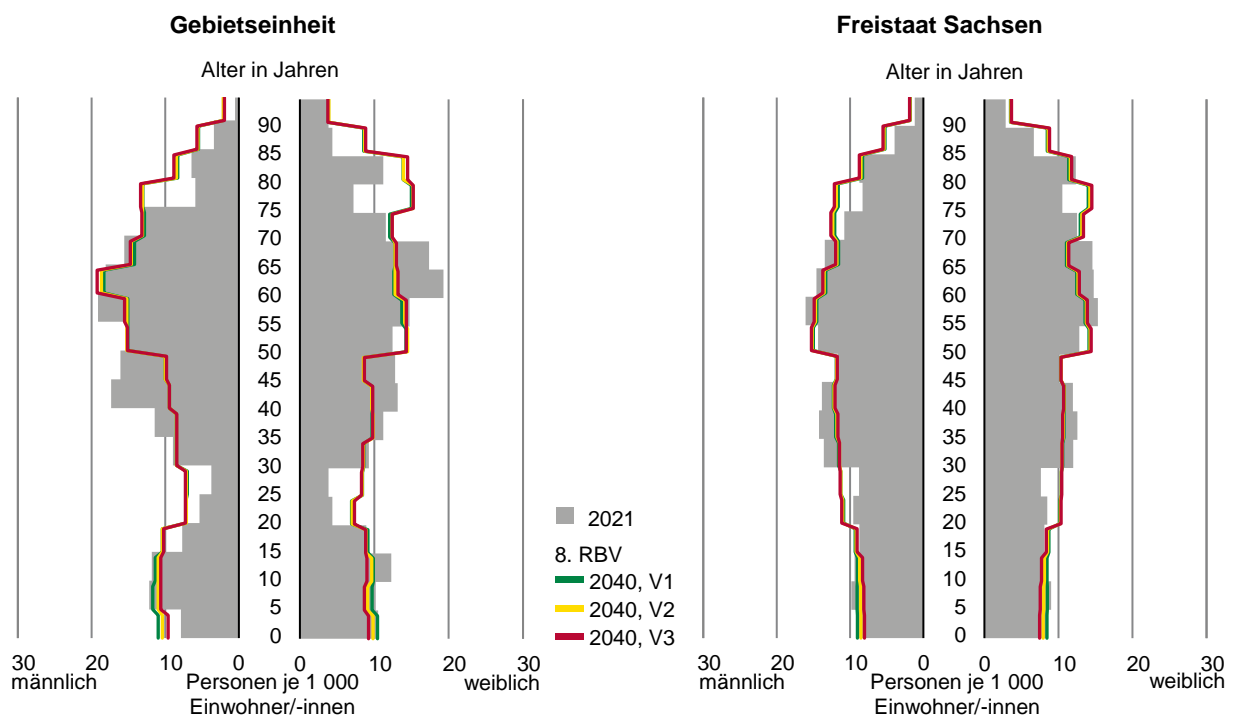 Gebietseinheit
Alter in Jahren
90
85
80
75
70
65
60
55
50
45
40
35
30
25
20
15
10
5
0
30 20 10 0 0 10 20 30
männlich Personen je 1 000 weiblich
Einwohner/-innen
2021
8. RBV
2040, V1
2040, V2
2040, V3
Freistaat Sachsen
Alter in Jahren
90
85
80
75
70
65
60
55
50
45
40
35
30
25
20
15
10
5
0
30 20 10 0 0 10 20 30
männlich Personen je 1 000 weiblich
Einwohner/-innen